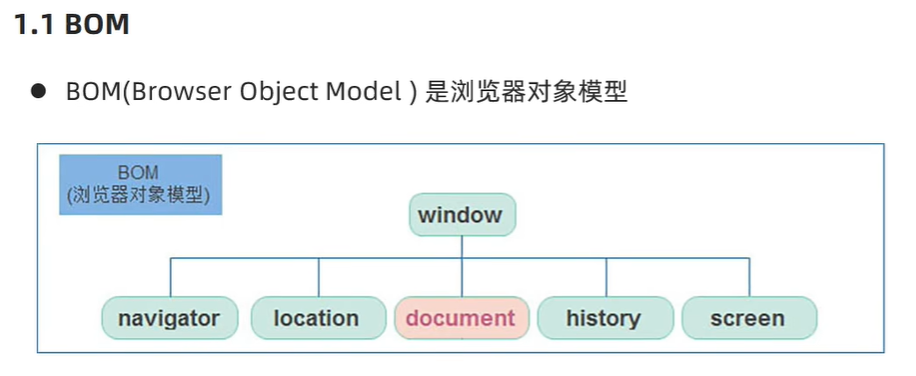 1.1 BOM
● BOM(Browser Object Model ) 是浏览器对象模型
BOM
(浏览器对象模型)
window
navigator
location
document
history
screen